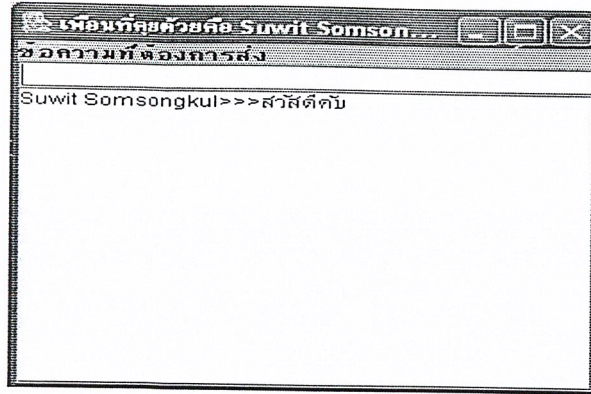 เพื่อนที่คุยด้วยคือ Suwit Somson...
ข้อความที่ต้องการส่ง
Suwit Somsongkul>>>สวัสดีคับ